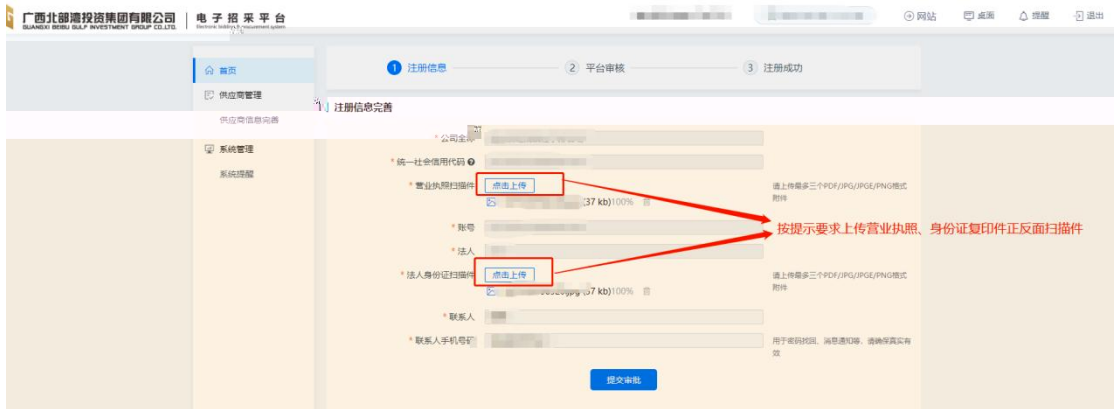 广西北部湾投资集团有限公司 电子招采平台
GUANGXI BEIBU GULF INVESTMENT GROUP CO.,LTD.
网站 桌面 提醒 退出
首页
供应商管理
供应商信息完善
系统管理
系统提醒
1 注册信息 2 平台审核 3 注册成功
注册信息完善
* 公司全
* 统一社会信用代码
* 营业执照扫描件 点击上传
(37 kb)100%
请上传最多三个PDF/JPG/JPGE/PNG格式
附件
* 账号
* 法人
* 法人身份证扫描件 点击上传
kb)100%
请上传最多三个PDF/JPG/JPGE/PNG格式
附件
按提示要求上传营业执照、身份证复印件正反面扫描件
* 联系人
* 联系人手机号码
用于密码找回、消息通知等、请确保真实有
效
提交审批